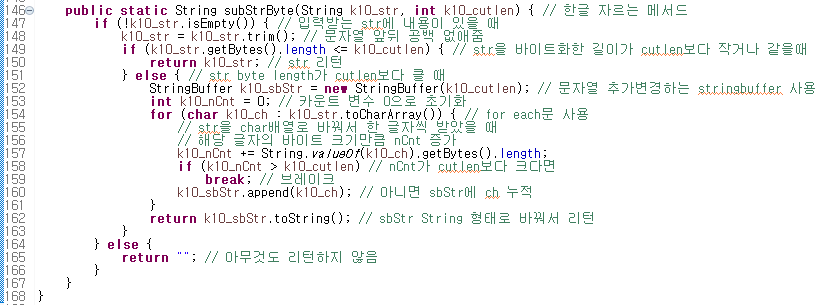 146 public static String subStrByte(String k10_str, int k10_cutlen) { // 한글 자르는 메서드
147 if (!k10_str.isEmpty()) { // 입력받는 str에 내용이 있을 때
148 k10_str = k10_str.trim(); // 문자열 앞뒤 공백 없애줌
149 if (k10_str.getBytes().length <= k10_cutlen) { // str을 바이트화한 길이가 cutlen보다 작거나 같을때
150 return k10_str; // str 리턴
151 } else { // str byte length가 cutlen보다 클 때
152 StringBuffer k10_sbStr = new StringBuffer(k10_cutlen); // 문자열 추가변경하는 stringbuffer 사용
153 int k10_nCnt = 0; // 카운트 변수 0으로 초기화
154 for (char k10_ch : k10_str.toCharArray()) { // for each문 사용
155 // str을 char배열로 바꿔서 한 글자씩 받았을 때
156 // 해당 글자의 바이트 크기만큼 nCnt 증가
157 k10_nCnt += String.valueOf(k10_ch).getBytes().length;
158 if (k10_nCnt > k10_cutlen) // nCnt가 cutlen보다 크다면
159 break; // 브레이크
160 k10_sbStr.append(k10_ch); // 아니면 sbStr에 ch 누적
161 }
162 return k10_sbStr.toString(); // sbStr String 형태로 바꿔서 리턴
163 }
164 } else {
165 return ""; // 아무것도 리턴하지 않음
166 }
167 }
168 }